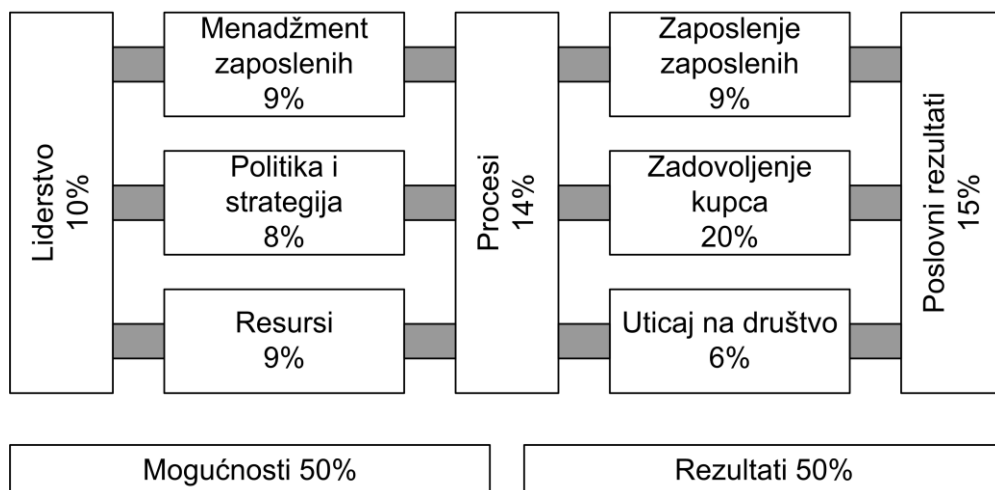 Liderstvo
10%
Menadžment
zaposlenih
9%
Politika i
strategija
8%
Resursi
9%
Procesi
14%
Zaposlenje
zaposlenih
9%
Zadovoljenje
kupca
20%
Uticaj na društvo
6%
Poslovni rezultati
15%
Mogućnosti 50%
Rezultati 50%